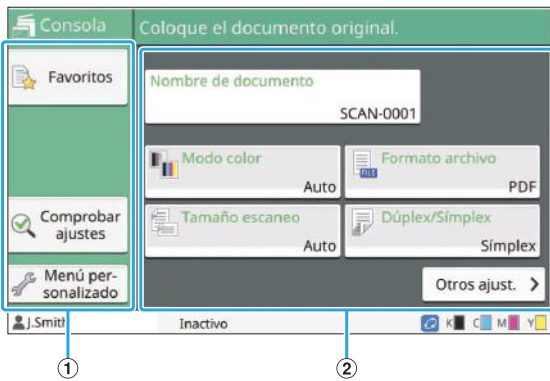 Consola
Coloque el documento original.
Favoritos
Comprobar
ajustes
Menú per-
sonalizado
Nombre de documento
SCAN-0001
Modo color
Auto
Formato archivo
FILE
PDF
Tamaño escaneo
Auto
Dúplex/Símplex
Símplex
Otros ajust.
J.Smith
Inactivo
K C M Y
1
2